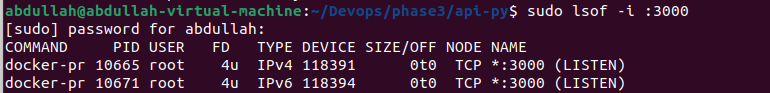 abdullah@abdullah-virtual-machine:~/Devops/phase3/api-py$ sudo lsof -i :3000
[sudo] password for abdullah:
COMMAND     PID USER   FD   TYPE DEVICE SIZE/OFF NODE NAME
docker-pr 10665 root    4u  IPv4 118391      0t0  TCP *:3000 (LISTEN)
docker-pr 10671 root    4u  IPv6 118394      0t0  TCP *:3000 (LISTEN)